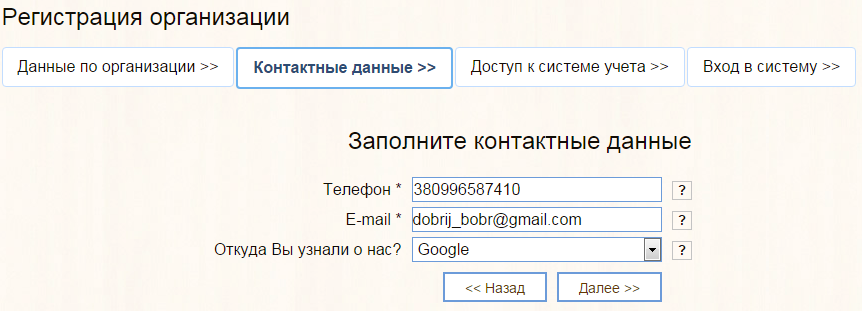 Регистрация организации
Данные по организации >> Контактные данные >> Доступ к системе учета >> Вход в систему >>
Заполните контактные данные
Телефон * 380996587410 ?
E-mail * dobrij_bobr@gmail.com ?
Откуда Вы узнали о нас? Google ?
<< Назад Далее >>